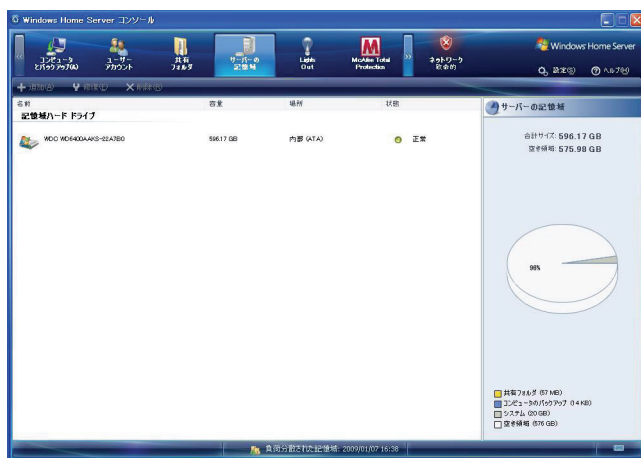 Windows Home Server コンソール
コンピュータ
とバックアップ(A)
ユーザー
アカウント
共有
フォルダ
サーバーの
記憶域
Lights
Out
McAfee Total
Protection
ネットワーク
致命的
Windows Home Server
設定(S)
ヘルプ(H)
追加(A)
修復(E)
削除(R)
名前
容量
場所
状態
記憶域ハード ドライブ
WDC WD6400AAKS-22A7B0
596.17 GB
内部 (ATA)
正常
サーバーの記憶域
合計サイズ: 596.17 GB
空き領域: 575.98 GB
96%
共有フォルダ (57 MB)
コンピュータのバックアップ (14 KB)
システム (20 GB)
空き領域 (576 GB)
負荷分散された記憶域: 2009/01/07 16:38